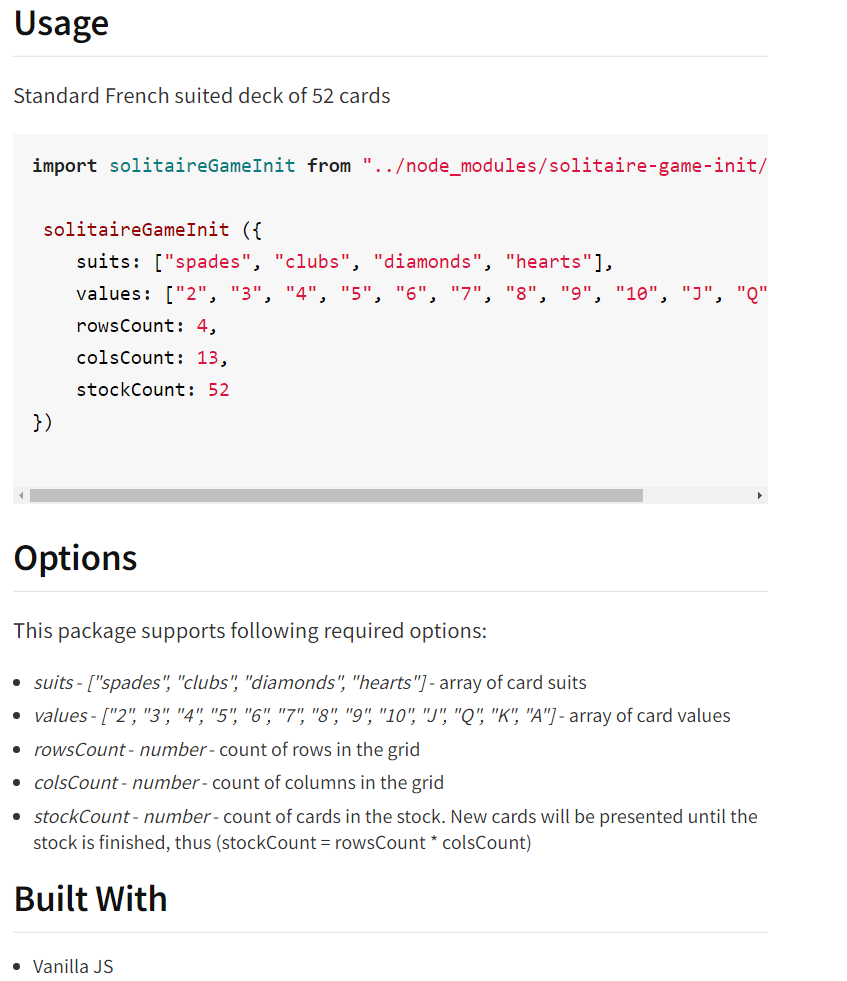 Usage
Standard French suited deck of 52 cards
import solitaireGameInit from "../node_modules/solitaire-game-init/
solitaireGameInit ({
suits: ["spades", "clubs", "diamonds", "hearts"],
values: ["2", "3", "4", "5", "6", "7", "8", "9", "10", "J", "Q"
rowsCount: 4,
colsCount: 13,
stockCount: 52
})
Options
This package supports following required options:
suits - ["spades", "clubs", "diamonds", "hearts"] - array of card suits
values - ["2", "3", "4", "5", "6", "7", "8", "9", "10", "J", "Q", "K", "A"] - array of card values
rowsCount - number - count of rows in the grid
colsCount - number - count of columns in the grid
stockCount - number - count of cards in the stock. New cards will be presented until the
stock is finished, thus (stockCount = rowsCount * colsCount)
Built With
Vanilla JS